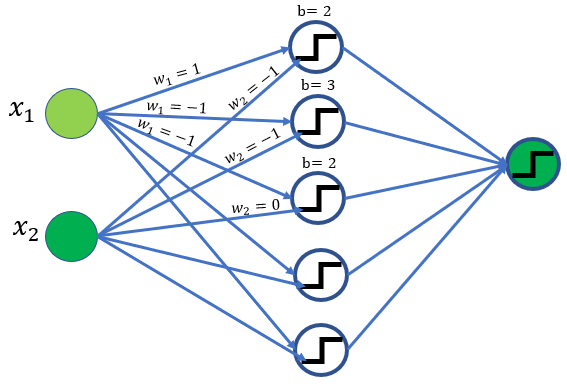 b= 2
w₁ = 1
w₂ = −1
x₁
w₁ = −1
b= 3
w₁ = −1
w₂ = −1
b= 2
x₂
w₂ = 0